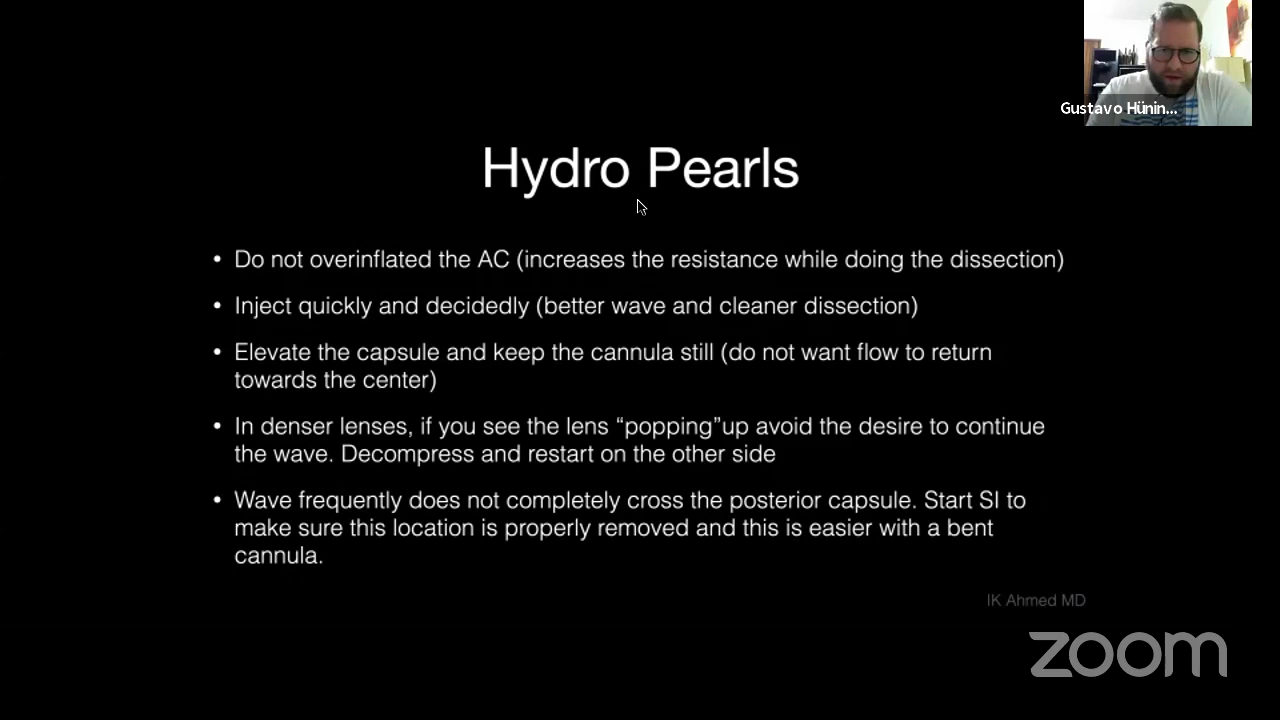 Gustavo Hünin...
Hydro Pearls
• Do not overinflated the AC (increases the resistance while doing the dissection)
• Inject quickly and decidedly (better wave and cleaner dissection)
• Elevate the capsule and keep the cannula still (do not want flow to return
towards the center)
• In denser lenses, if you see the lens “popping”up avoid the desire to continue
the wave. Decompress and restart on the other side
• Wave frequently does not completely cross the posterior capsule. Start SI to
make sure this location is properly removed and this is easier with a bent
cannula.
IK Ahmed MD
zoom